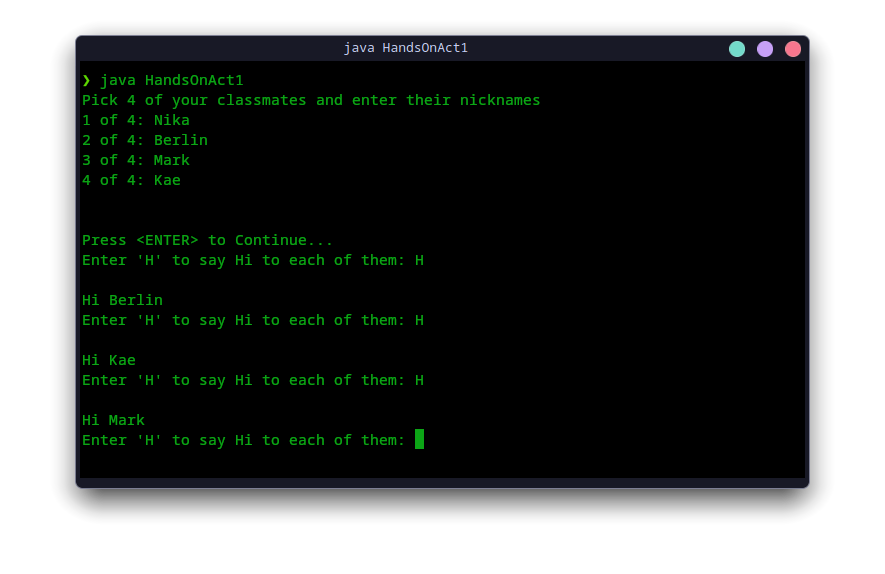 java HandsOnAct1
❯ java HandsOnAct1
Pick 4 of your classmates and enter their nicknames
1 of 4: Nika
2 of 4: Berlin
3 of 4: Mark
4 of 4: Kae
Press <ENTER> to Continue...
Enter 'H' to say Hi to each of them: H
Hi Berlin
Enter 'H' to say Hi to each of them: H
Hi Kae
Enter 'H' to say Hi to each of them: H
Hi Mark
Enter 'H' to say Hi to each of them: